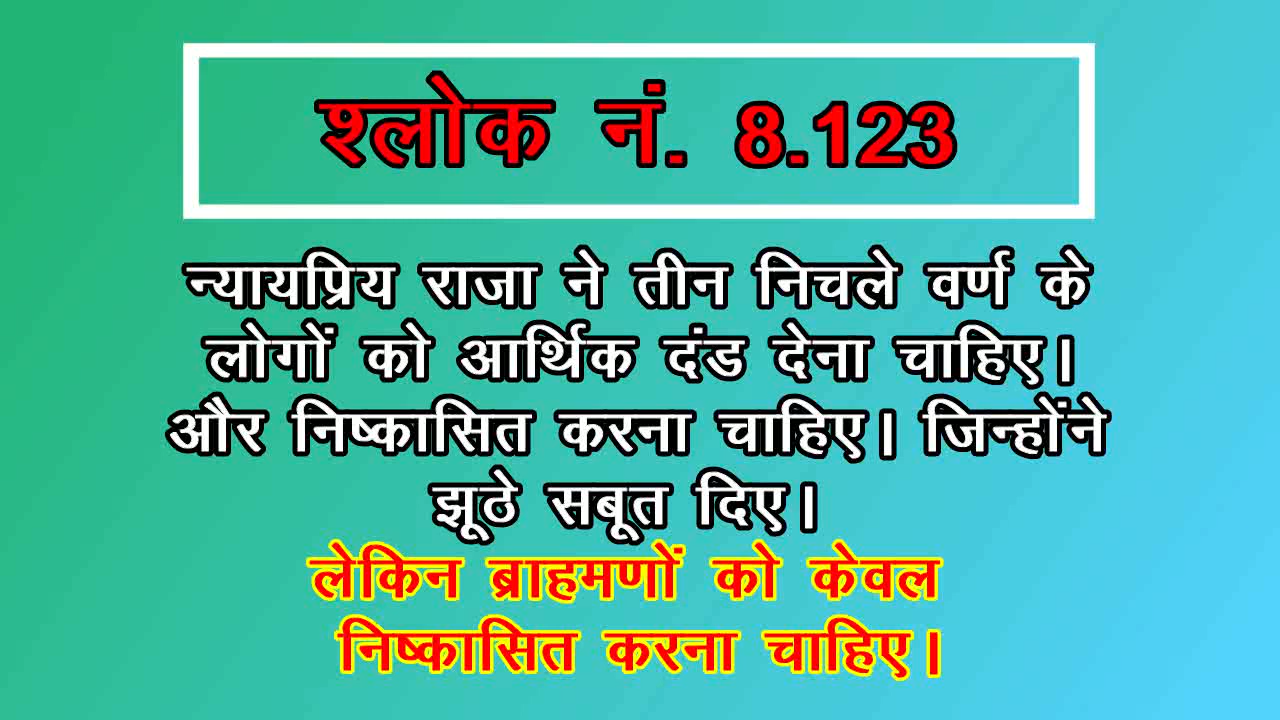 श्लोक नं. 8.123
न्यायप्रिय राजा ने तीन निचले वर्ण के
लोगों को आर्थिक दंड देना चाहिए।
और निष्कासित करना चाहिए। जिन्होंने
झूठे सबूत दिए।
लेकिन ब्राहमणों को केवल
निष्कासित करना चाहिए।